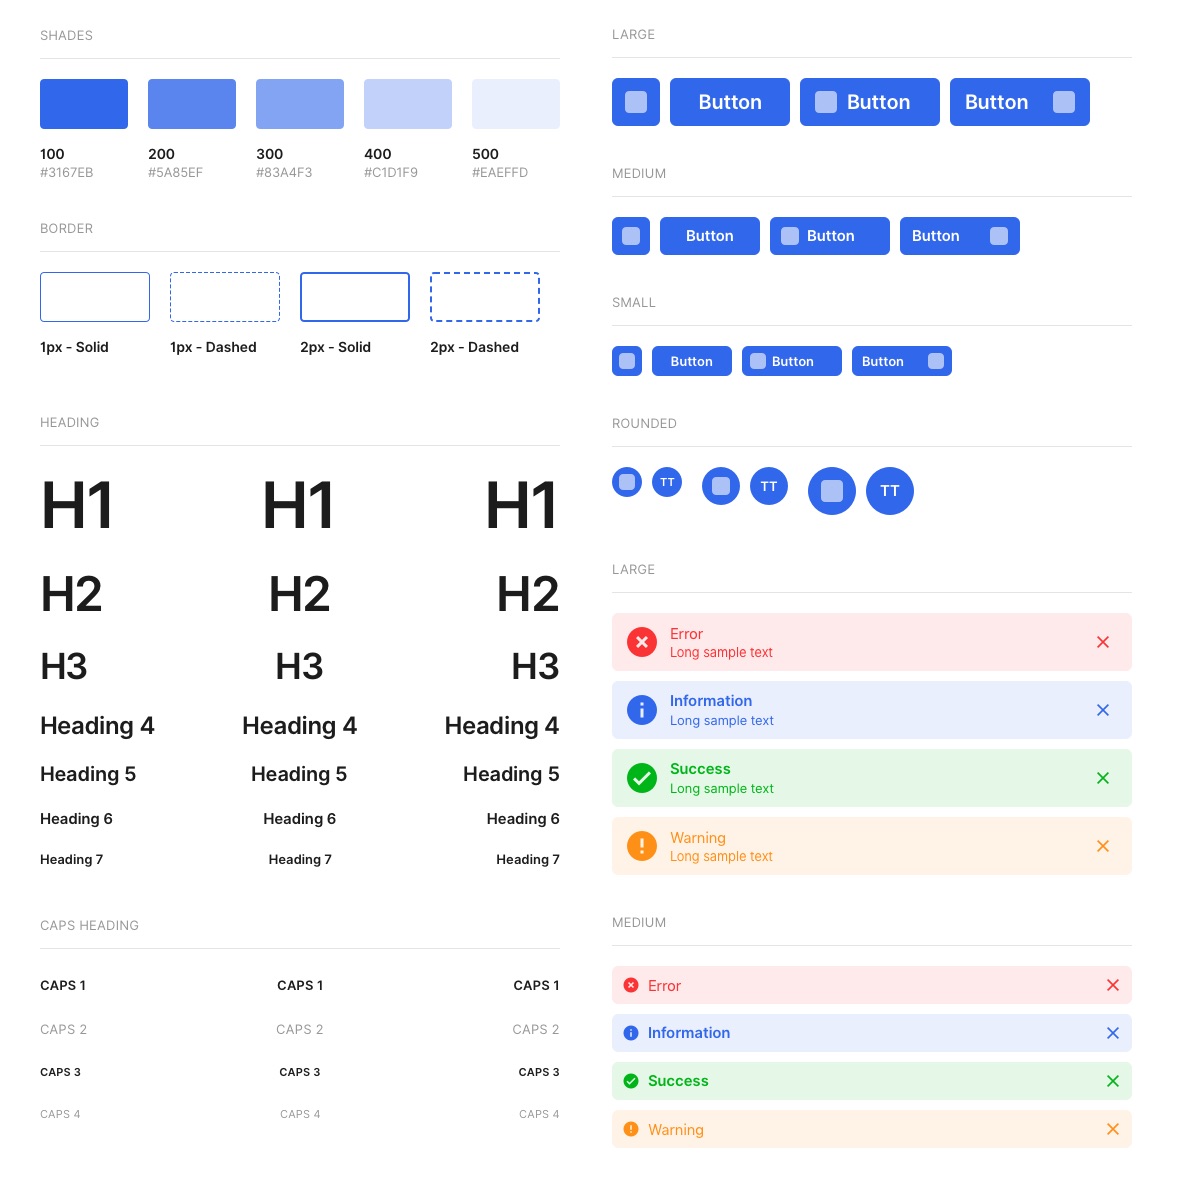 SHADES
100 200 300 400 500
#3167EB #5A85EF #83A4F3 #C1D1F9 #EAEFFD
BORDER
1px - Solid 1px - Dashed 2px - Solid 2px - Dashed
HEADING
H1 H1 H1
H2 H2 H2
H3 H3 H3
Heading 4 Heading 4 Heading 4
Heading 5 Heading 5 Heading 5
Heading 6 Heading 6 Heading 6
Heading 7 Heading 7 Heading 7
CAPS HEADING
CAPS 1 CAPS 1 CAPS 1
CAPS 2 CAPS 2 CAPS 2
CAPS 3 CAPS 3 CAPS 3
CAPS 4 CAPS 4 CAPS 4
LARGE
Button Button Button
MEDIUM
Button Button Button
SMALL
Button Button Button
ROUNDED
TT TT TT
LARGE
Error
Long sample text
Information
Long sample text
Success
Long sample text
Warning
Long sample text
MEDIUM
Error
Information
Success
Warning